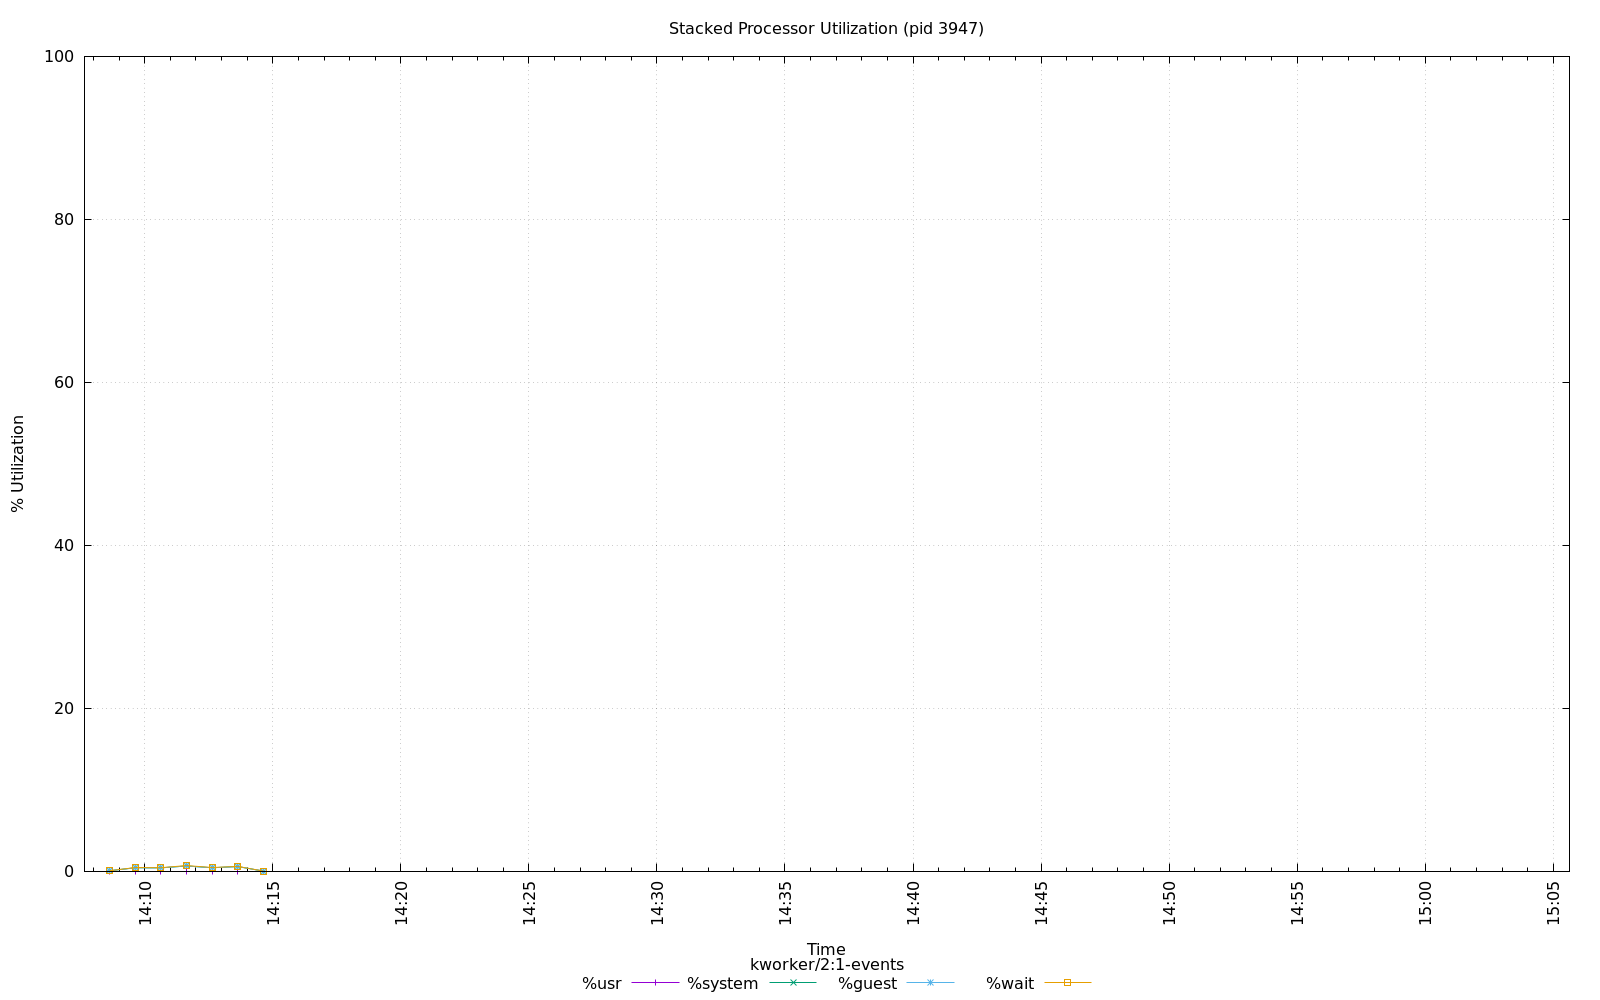 Stacked Processor Utilization (pid 3947)
100
80
60
40
20
0
% Utilization
14:10 14:15 14:20 14:25 14:30 14:35 14:40 14:45 14:50 14:55 15:00 15:05
Time
kworker/2:1-events
%usr %system %guest %wait